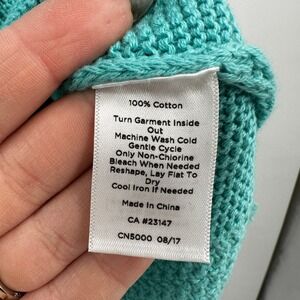 100% Cotton
Turn Garment Inside
Out
Machine Wash Cold
Gentle Cycle
Only Non-Chlorine
Bleach When Needed
Reshape, Lay Flat To
Dry
Cool Iron If Needed
Made In China
CA #23147
CN5000 08/17